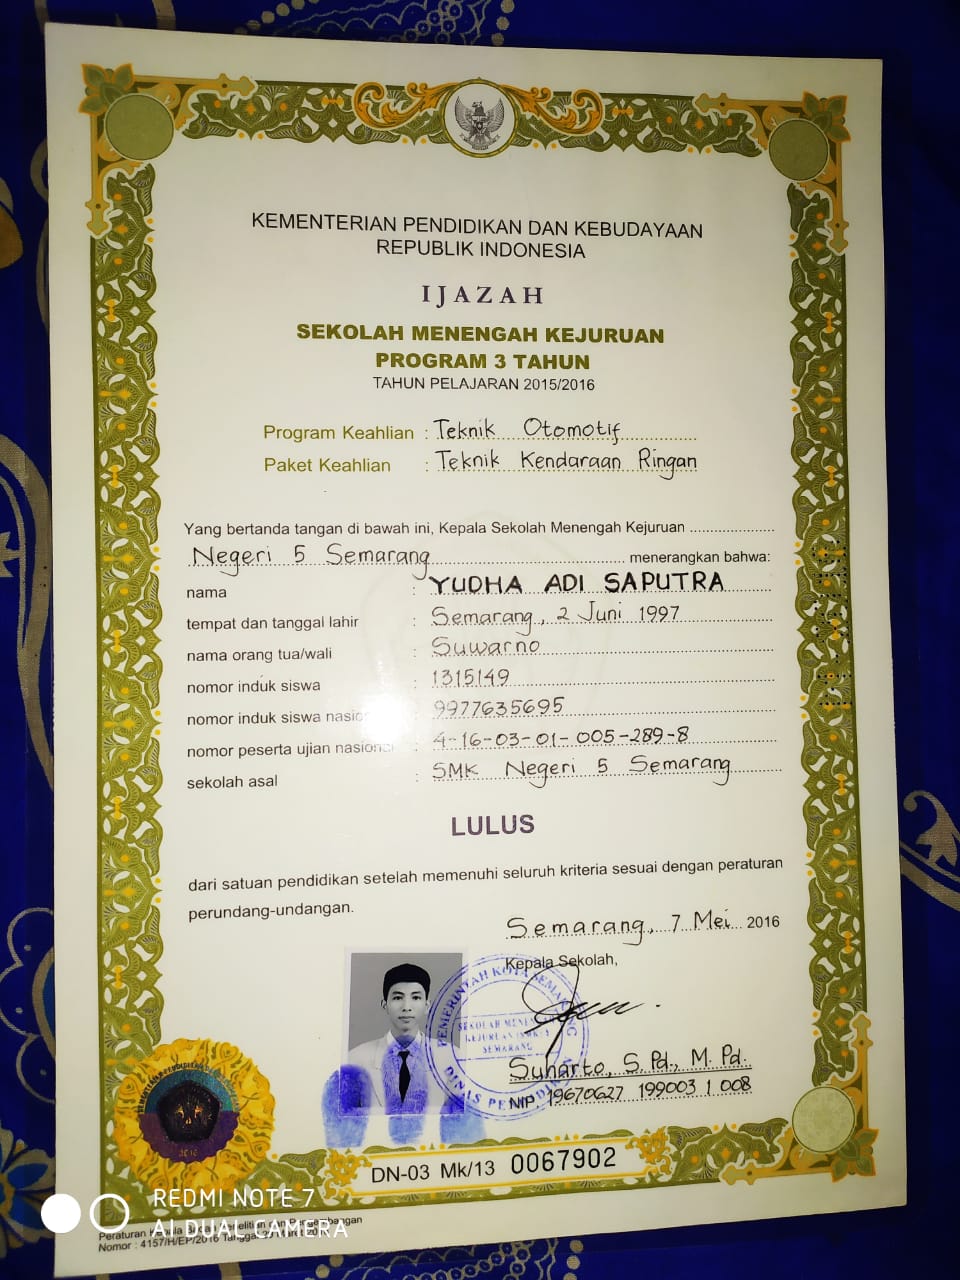 KEMENTERIAN PENDIDIKAN DAN KEBUDAYAAN
REPUBLIK INDONESIA
IJAZAH
SEKOLAH MENENGAH KEJURUAN
PROGRAM 3 TAHUN
TAHUN PELAJARAN 2015/2016
Program Keahlian : Teknik Otomotif
Paket Keahlian : Teknik Kendaraan Ringan
Yang bertanda tangan di bawah ini, Kepala Sekolah Menengah Kejuruan
Negeri 5 Semarang menerangkan bahwa:
nama : YUDHA ADI SAPUTRA
tempat dan tanggal lahir : Semarang, 2 Juni 1997
nama orang tua/wali : Suwarno
nomor induk siswa : 1315149
nomor induk siswa nasional : 9977635695
nomor peserta ujian nasional : 4-16-03-01-005-289-8
sekolah asal : SMK Negeri 5 Semarang
LULUS
dari satuan pendidikan setelah memenuhi seluruh kriteria sesuai dengan peraturan
perundang-undangan.
Semarang, 7 Mei 2016
Kepala Sekolah,
PEMERINTAH KOTA SEMARANG
SEKOLAH MENENGAH
KEJURUAN
SEMARANG
DINAS PENDIDIKAN
Suharto, S.Pd., M.Pd.
NIP 19670627 199003 1 008
DN-03 Mk/13 0067902
REDMI NOTE 7
AI DUAL CAMERA
Peraturan Kepala Badan Penelitian dan Pengembangan
Nomor : 4157/H/EP/2016 Tanggal Maret